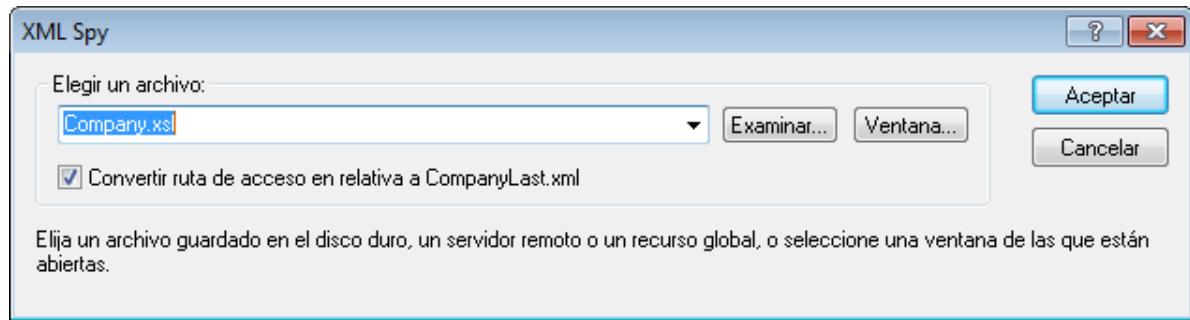 XML Spy
Elegir un archivo:
Company.xsl
Examinar...
Ventana...
Aceptar
Cancelar
Convertir ruta de acceso en relativa a CompanyLast.xml
Elija un archivo guardado en el disco duro, un servidor remoto o un recurso global, o seleccione una ventana de las que están
abiertas.